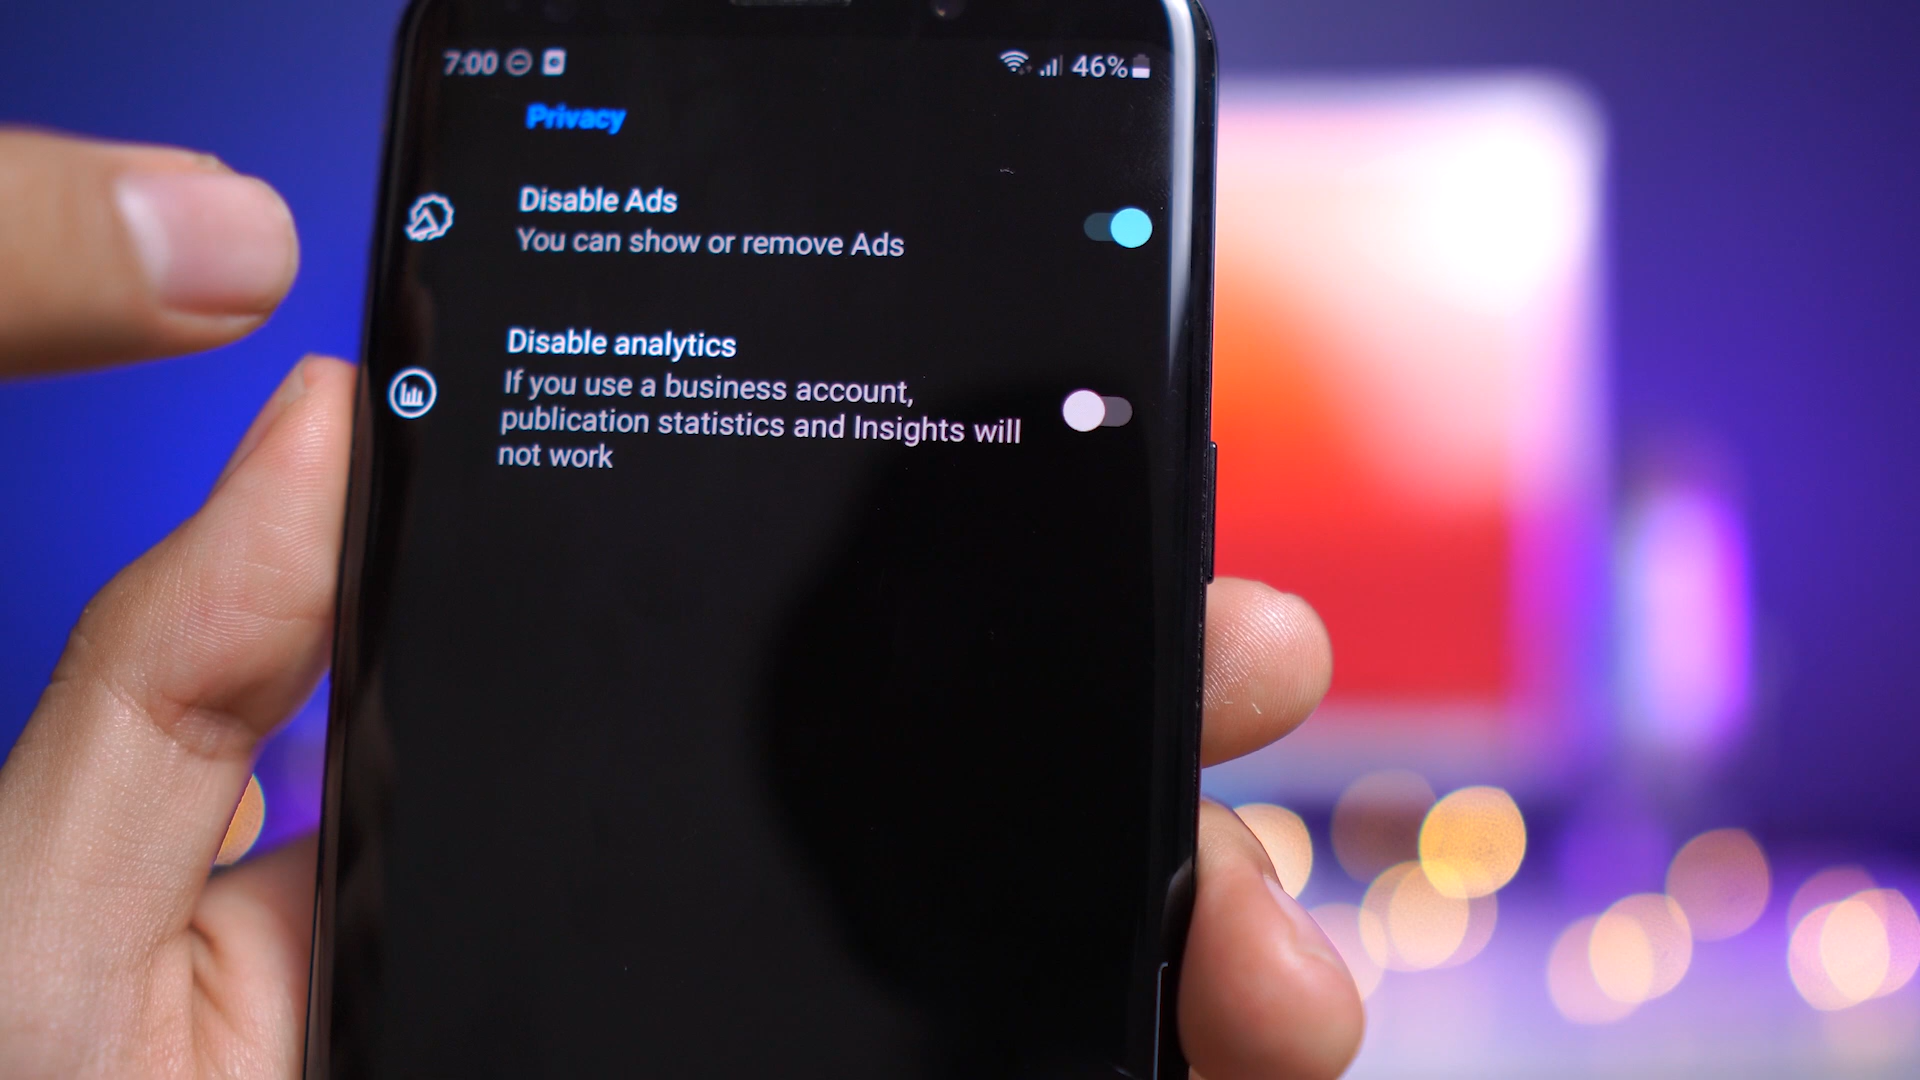 7:00 46%
Privacy
Disable Ads
You can show or remove Ads
Disable analytics
If you use a business account,
publication statistics and Insights will
not work